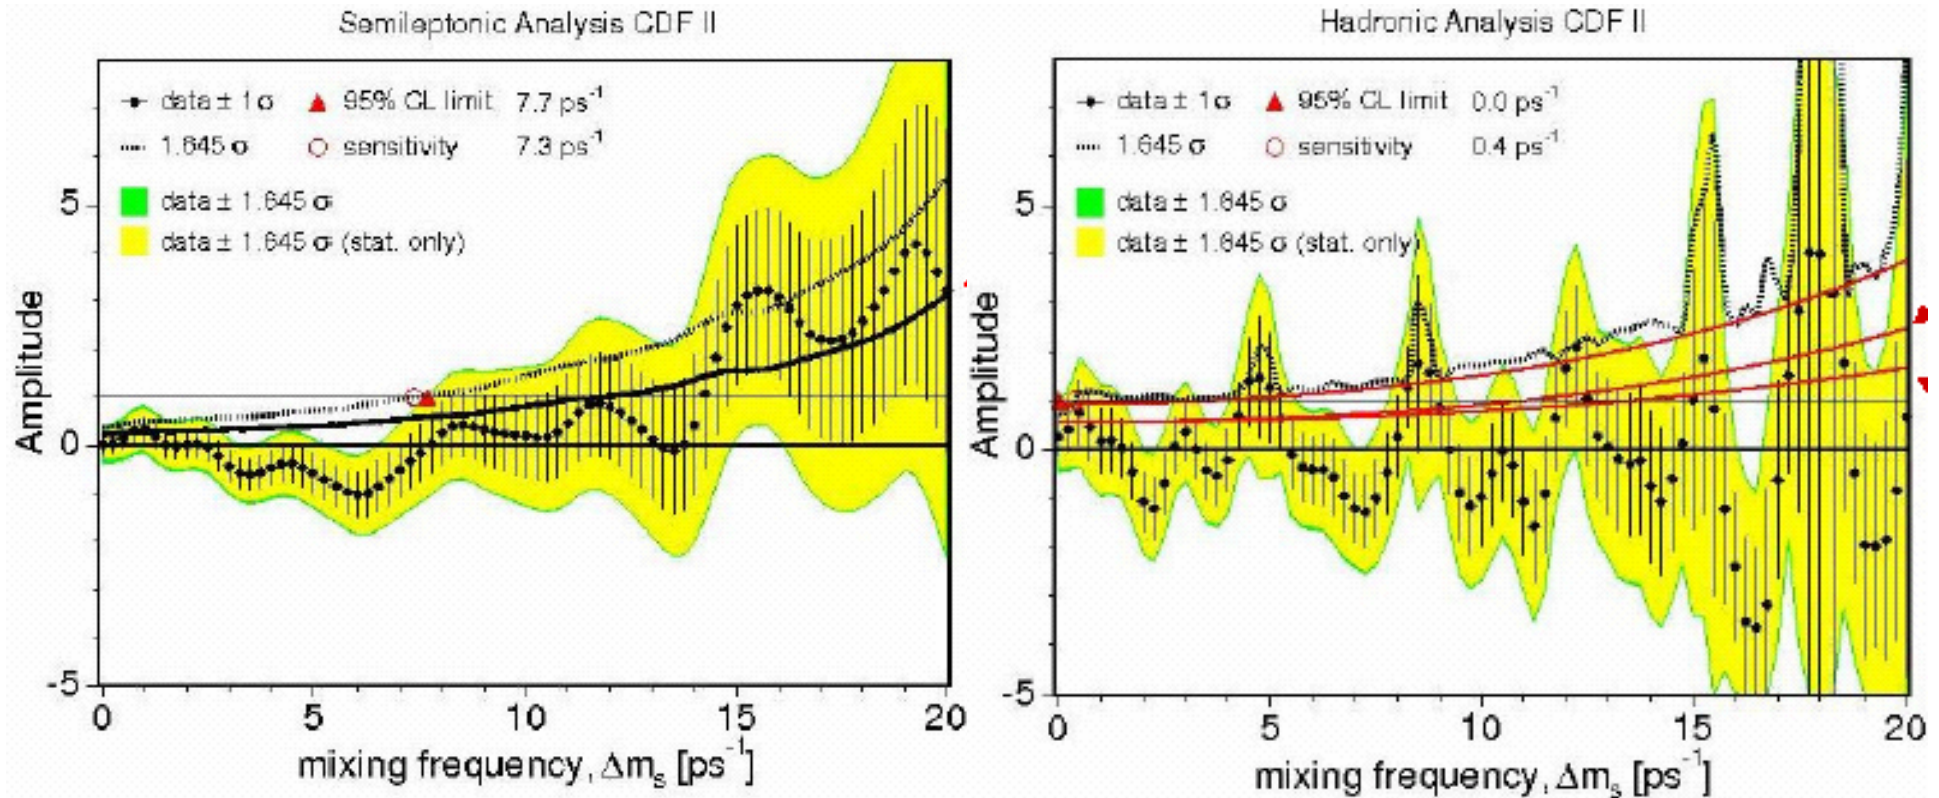 Semileptonic Analysis CDF II
data ± 1 σ
95% CL limit 7.7 ps⁻¹
1.645 σ
sensitivity 7.3 ps⁻¹
data ± 1.645 σ
data ± 1.645 σ (stat. only)
Amplitude
5
0
-5
0 5 10 15 20
mixing frequency, Δmₛ [ps⁻¹]
Hadronic Analysis CDF II
data ± 1 σ
95% CL limit 0.0 ps⁻¹
1.645 σ
sensitivity 0.4 ps⁻¹
data ± 1.645 σ
data ± 1.645 σ (stat. only)
Amplitude
5
0
-5
0 5 10 15 20
mixing frequency, Δmₛ [ps⁻¹]